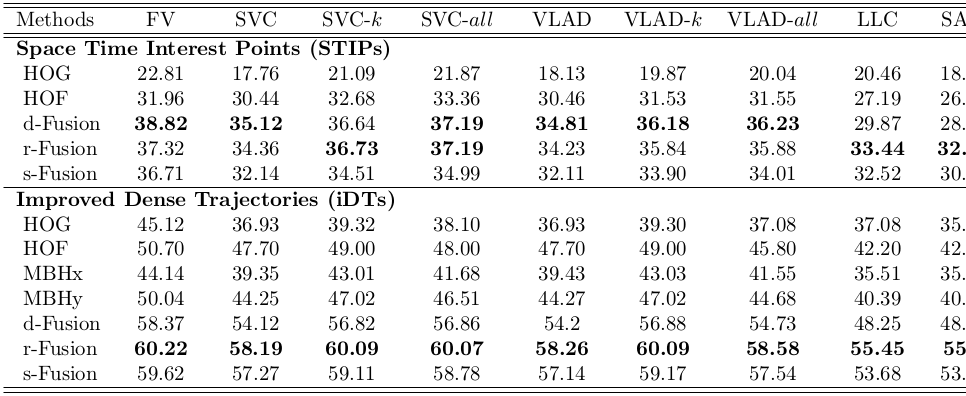 Methods FV SVC SVC-k SVC-all VLAD VLAD-k VLAD-all LLC SA
Space Time Interest Points (STIPs)
HOG 22.81 17.76 21.09 21.87 18.13 19.87 20.04 20.46 18.
HOF 31.96 30.44 32.68 33.36 30.46 31.53 31.55 27.19 26.
d-Fusion 38.82 35.12 36.64 37.19 34.81 36.18 36.23 29.87 28.
r-Fusion 37.32 34.36 36.73 37.19 34.23 35.84 35.88 33.44 32.
s-Fusion 36.71 32.14 34.51 34.99 32.11 33.90 34.01 32.52 30.
Improved Dense Trajectories (iDTs)
HOG 45.12 36.93 39.32 38.10 36.93 39.30 37.08 37.08 35.
HOF 50.70 47.70 49.00 48.00 47.70 49.00 45.80 42.20 42.
MBHx 44.14 39.35 43.01 41.68 39.43 43.03 41.55 35.51 35.
MBHy 50.04 44.25 47.02 46.51 44.27 47.02 44.68 40.39 40.
d-Fusion 58.37 54.12 56.82 56.86 54.2 56.88 54.73 48.25 48.
r-Fusion 60.22 58.19 60.09 60.07 58.26 60.09 58.58 55.45 55
s-Fusion 59.62 57.27 59.11 58.78 57.14 59.17 57.54 53.68 53.